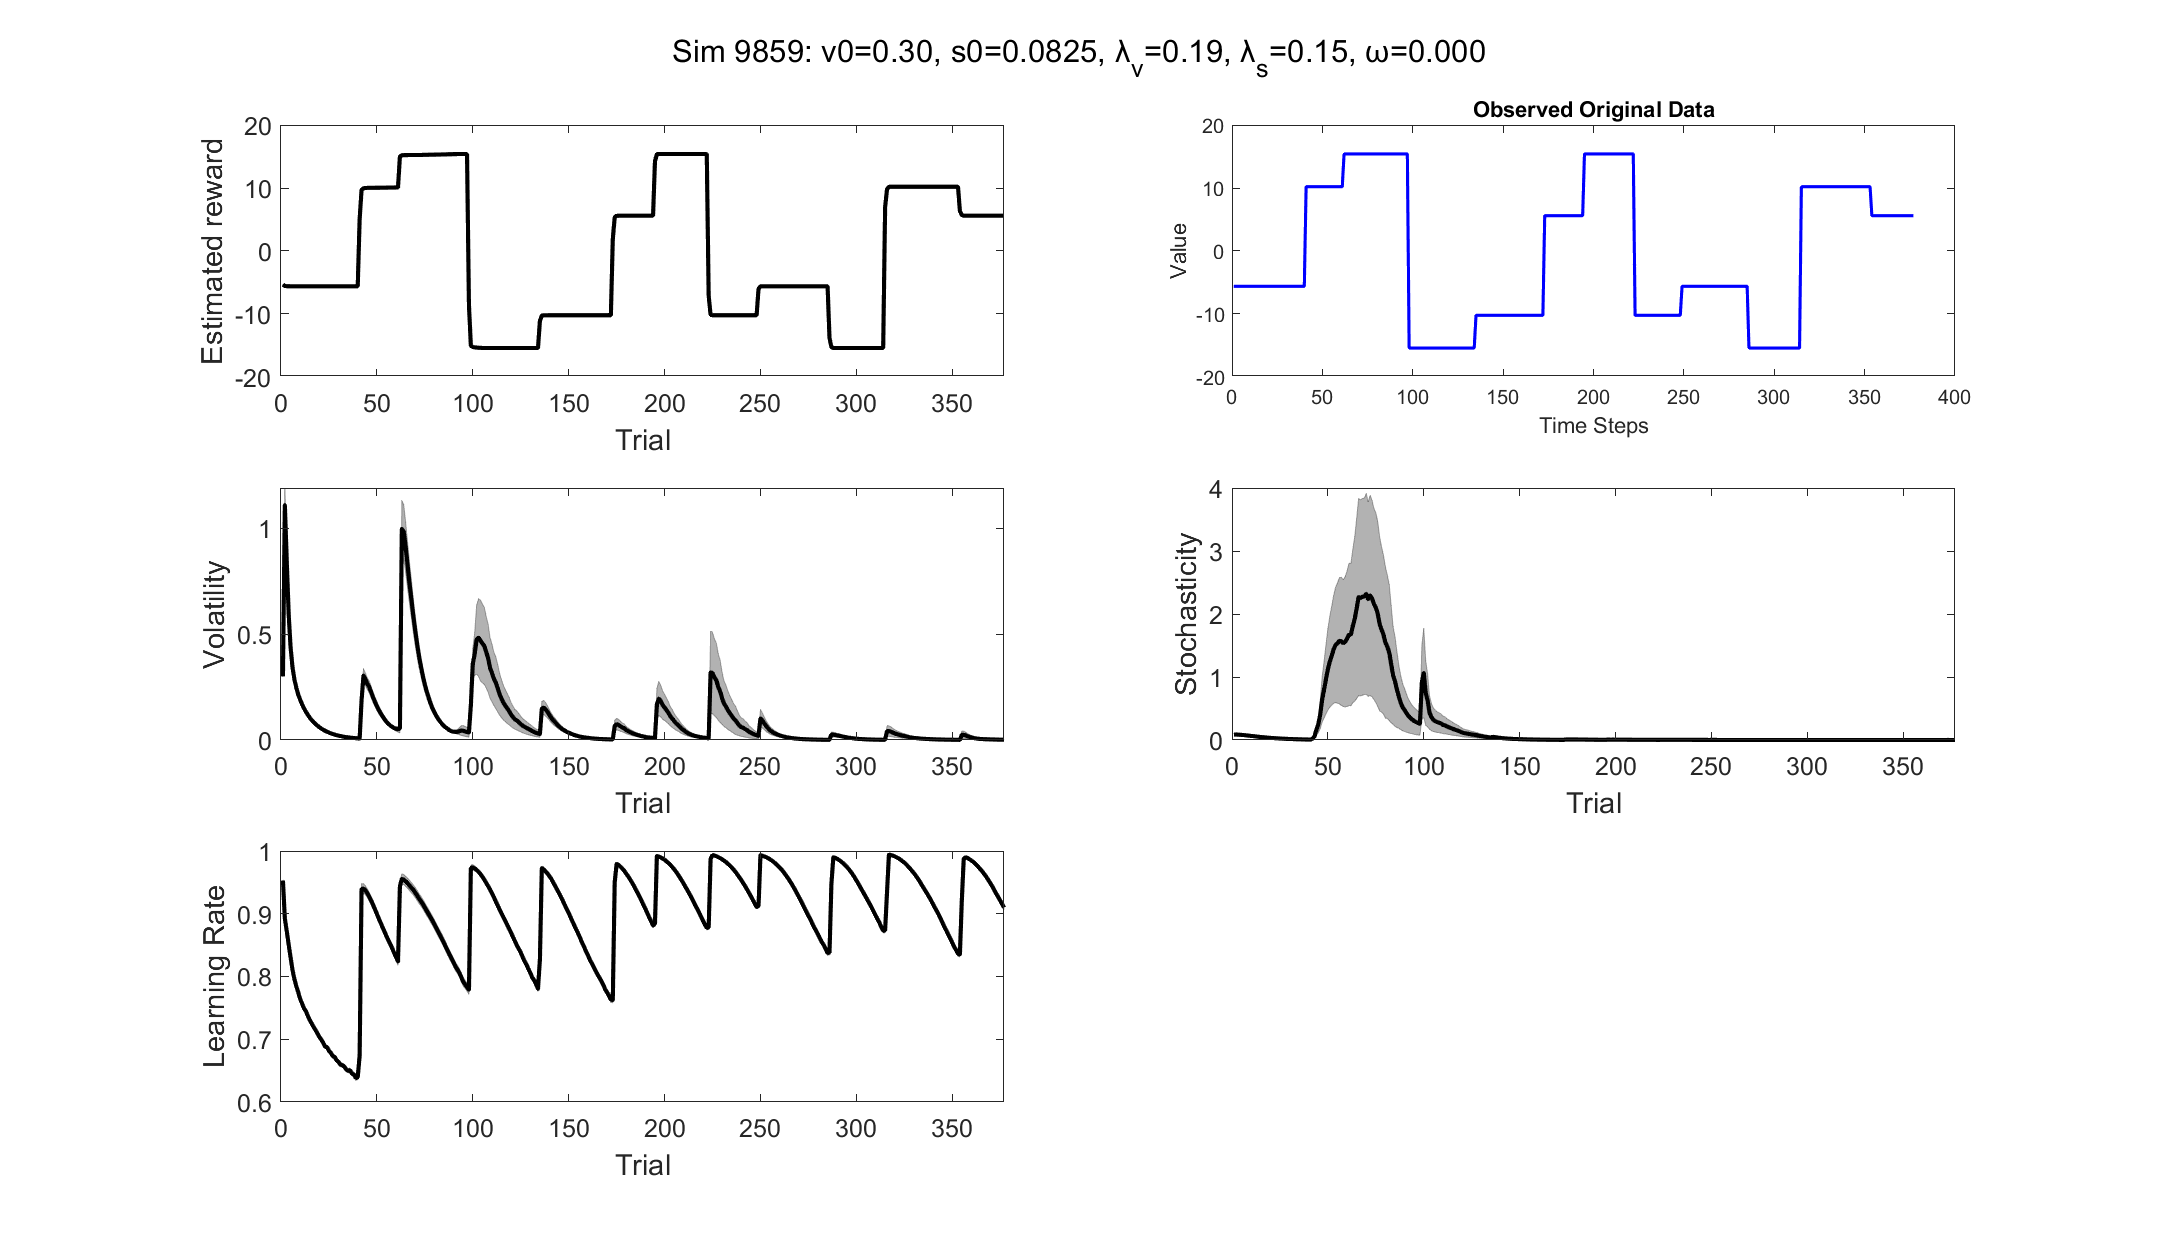 Sim 9859: v0=0.30, s0=0.0825, λv=0.19, λs=0.15, ω=0.000
Estimated reward
20
10
0
-10
-20
0 50 100 150 200 250 300 350
Trial
Observed Original Data
Value
20
10
0
-10
-20
0 50 100 150 200 250 300 350 400
Time Steps
Volatility
1
0.5
0
0 50 100 150 200 250 300 350
Trial
Stochasticity
4
3
2
1
0
0 50 100 150 200 250 300 350
Trial
Learning Rate
1
0.9
0.8
0.7
0.6
0 50 100 150 200 250 300 350
Trial